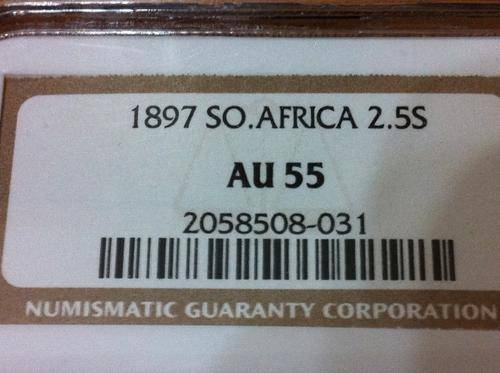 1897 SO.AFRICA 2.5S
AU 55
2058508-031
NUMISMATIC GUARANTY CORPORATION